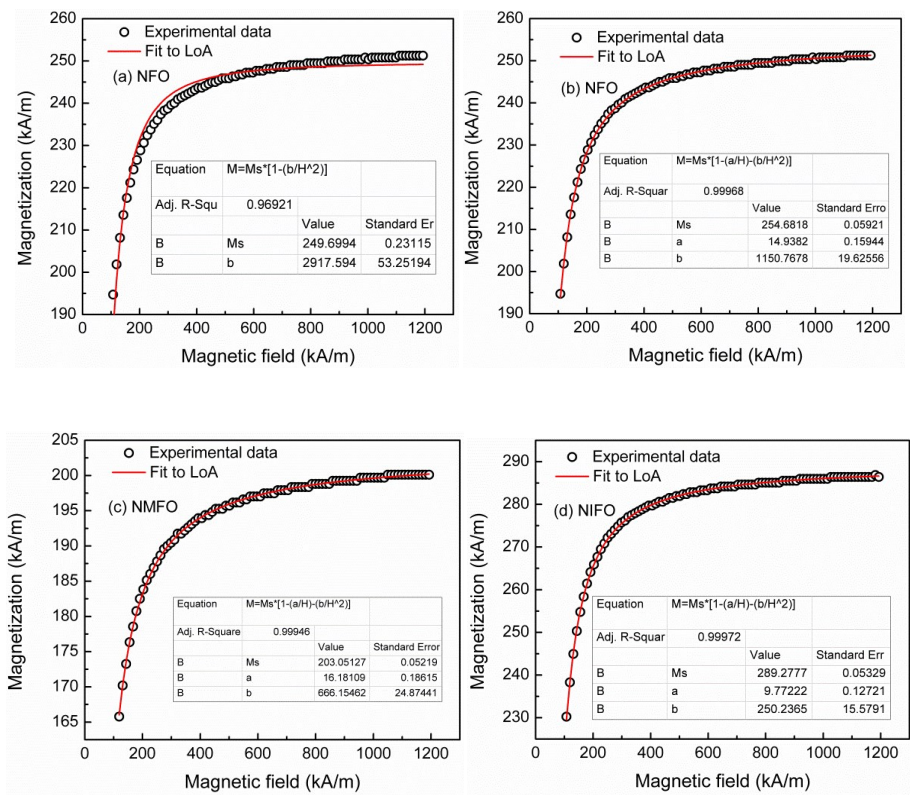 260
250
240
230
220
210
200
190
0 200 400 600 800 1000 1200
Magnetization (kA/m)
Magnetic field (kA/m)
Experimental data
Fit to LoA
(a) NFO
Equation M=Ms*[1-(b/H^2)]
Adj. R-Squ 0.96921
Value Standard Er
B Ms 249.6994 0.23115
B b 2917.594 53.25194
260
250
240
230
220
210
200
190
0 200 400 600 800 1000 1200
Magnetization (kA/m)
Magnetic field (kA/m)
Experimental data
Fit to LoA
(b) NFO
Equation M=Ms*[1-(a/H)-(b/H^2)]
Adj. R-Squar 0.99968
Value Standard Erro
B Ms 254.6818 0.05921
B a 14.9382 0.15944
B b 1150.7678 19.62556
205
200
195
190
185
180
175
170
165
0 200 400 600 800 1000 1200
Magnetization (kA/m)
Magnetic field (kA/m)
Experimental data
Fit to LoA
(c) NMFO
Equation M=Ms*[1-(a/H)-(b/H^2)]
Adj. R-Square 0.99946
Value Standard Error
B Ms 203.05127 0.05219
B a 16.18109 0.18615
B b 666.15462 24.87441
290
280
270
260
250
240
230
0 200 400 600 800 1000 1200
Magnetization (kA/m)
Magnetic field (kA/m)
Experimental data
Fit to LoA
(d) NIFO
Equation M=Ms*[1-(a/H)-(b/H^2)]
Adj. R-Squar 0.99972
Value Standard Err
B Ms 289.2777 0.05329
B a 9.77222 0.12721
B b 250.2365 15.5791